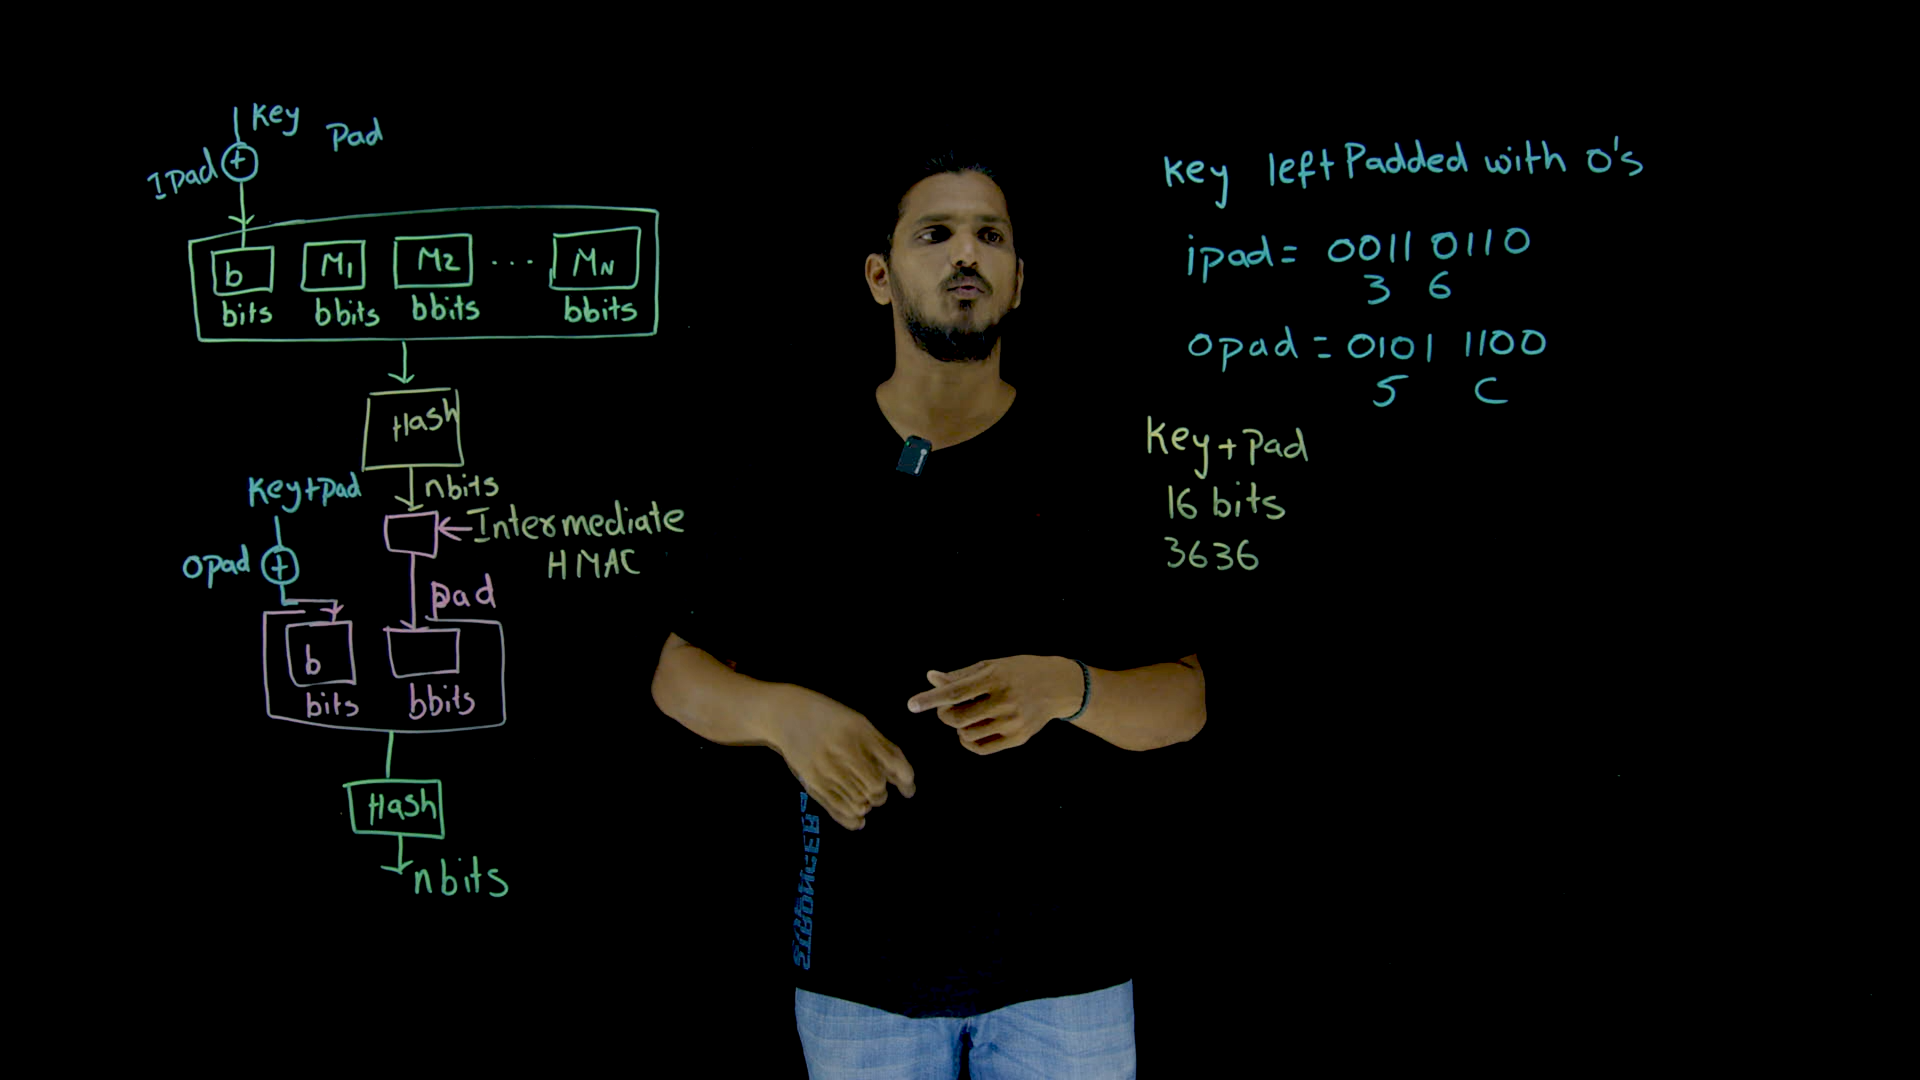 Key
Pad
Ipad +
b M1 M2 ... MN
bits bbits bbits bbits
Hash
nbits
Key+Pad
Intermediate
HMAC
opad +
pad
b
bits bbits
Hash
nbits
Key left Padded with 0's
ipad = 0011 0110
3 6
opad = 0101 1100
5 C
Key+Pad
16 bits
3636